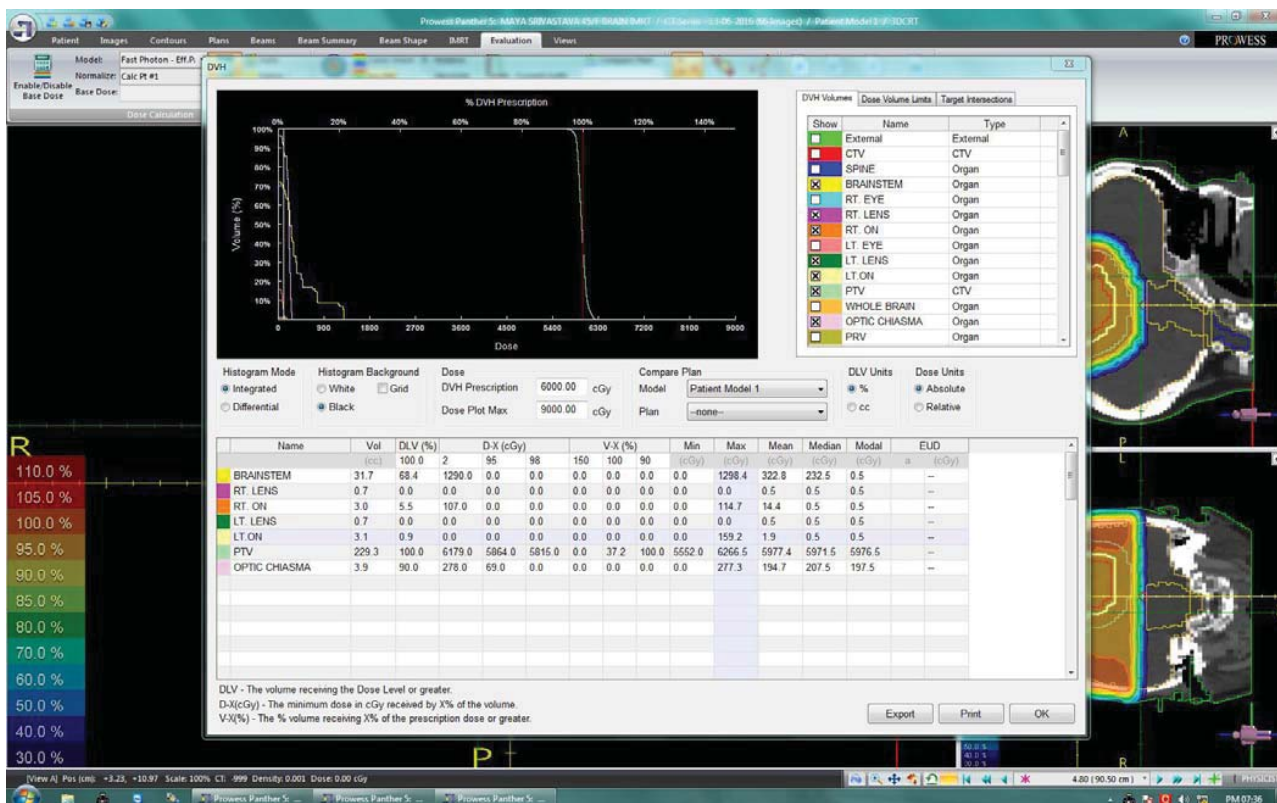 Prowess Panther 5: MAYA SRIVASTAVA 45/F BRAIN IMRT / CT Series - 13-06-2016 (66 Images) / Patient Model 1 / 3DCRT
Patient Images Contours Plans Beams Beam Summary Beam Shape IMRT Evaluation Views PROWESS
Model: Fast Photon - Eff.P.
Normalize: Calc Pt #1
Enable/Disable Base Dose
Base Dose:
Dose Calculation
DVH
% DVH Prescription
0% 20% 40% 60% 80% 100% 120% 140%
100%
90%
80%
70%
60%
50%
40%
30%
20%
10%
Volume (%)
0 900 1800 2700 3600 4500 5400 6300 7200 8100 9000
Dose
DVH Volumes Dose Volume Limits Target Intersections
Show Name Type
External External
CTV CTV
SPINE Organ
BRAINSTEM Organ
RT. EYE Organ
RT. LENS Organ
RT. ON Organ
LT. EYE Organ
LT. LENS Organ
LT.ON Organ
PTV CTV
WHOLE BRAIN Organ
OPTIC CHIASMA Organ
PRV Organ
Histogram Mode
Integrated
Differential
Histogram Background
White Grid
Black
Dose
DVH Prescription 6000.00 cGy
Dose Plot Max 9000.00 cGy
Compare Plan
Model Patient Model 1
Plan --none--
DLV Units
%
cc
Dose Units
Absolute
Relative
Name Vol DLV (%) D-X (cGy) V-X (%) Min Max Mean Median Modal EUD
(cc) 100.0 2 95 98 150 100 90 (cGy) (cGy) (cGy) (cGy) (cGy) a (cGy)
BRAINSTEM 31.7 68.4 1290.0 0.0 0.0 0.0 0.0 0.0 0.0 1298.4 322.8 232.5 0.5 --
RT. LENS 0.7 0.0 0.0 0.0 0.0 0.0 0.0 0.0 0.0 0.0 0.5 0.5 0.5 --
RT. ON 3.0 5.5 107.0 0.0 0.0 0.0 0.0 0.0 0.0 114.7 14.4 0.5 0.5 --
LT. LENS 0.7 0.0 0.0 0.0 0.0 0.0 0.0 0.0 0.0 0.0 0.5 0.5 0.5 --
LT.ON 3.1 0.9 0.0 0.0 0.0 0.0 0.0 0.0 0.0 159.2 1.9 0.5 0.5 --
PTV 229.3 100.0 6179.0 5864.0 5815.0 0.0 37.2 100.0 5552.0 6266.5 5977.4 5971.5 5976.5 --
OPTIC CHIASMA 3.9 90.0 278.0 69.0 0.0 0.0 0.0 0.0 0.0 277.3 194.7 207.5 197.5 --
DLV - The volume receiving the Dose Level or greater.
D-X(cGy) - The minimum dose in cGy received by X% of the volume.
V-X(%) - The % volume receiving X% of the prescription dose or greater.
Export Print OK
R
110.0 %
105.0 %
100.0 %
95.0 %
90.0 %
85.0 %
80.0 %
70.0 %
60.0 %
50.0 %
40.0 %
30.0 %
P
A
P
L
R
[View A] Pos (cm): +3.23, +10.97 Scale: 100% CT: -999 Density: 0.001 Dose: 0.00 cGy
4.80 (90.50 cm)
Prowess Panther 5: ... Prowess Panther 5: ... Prowess Panther 5: ... PM 07:36